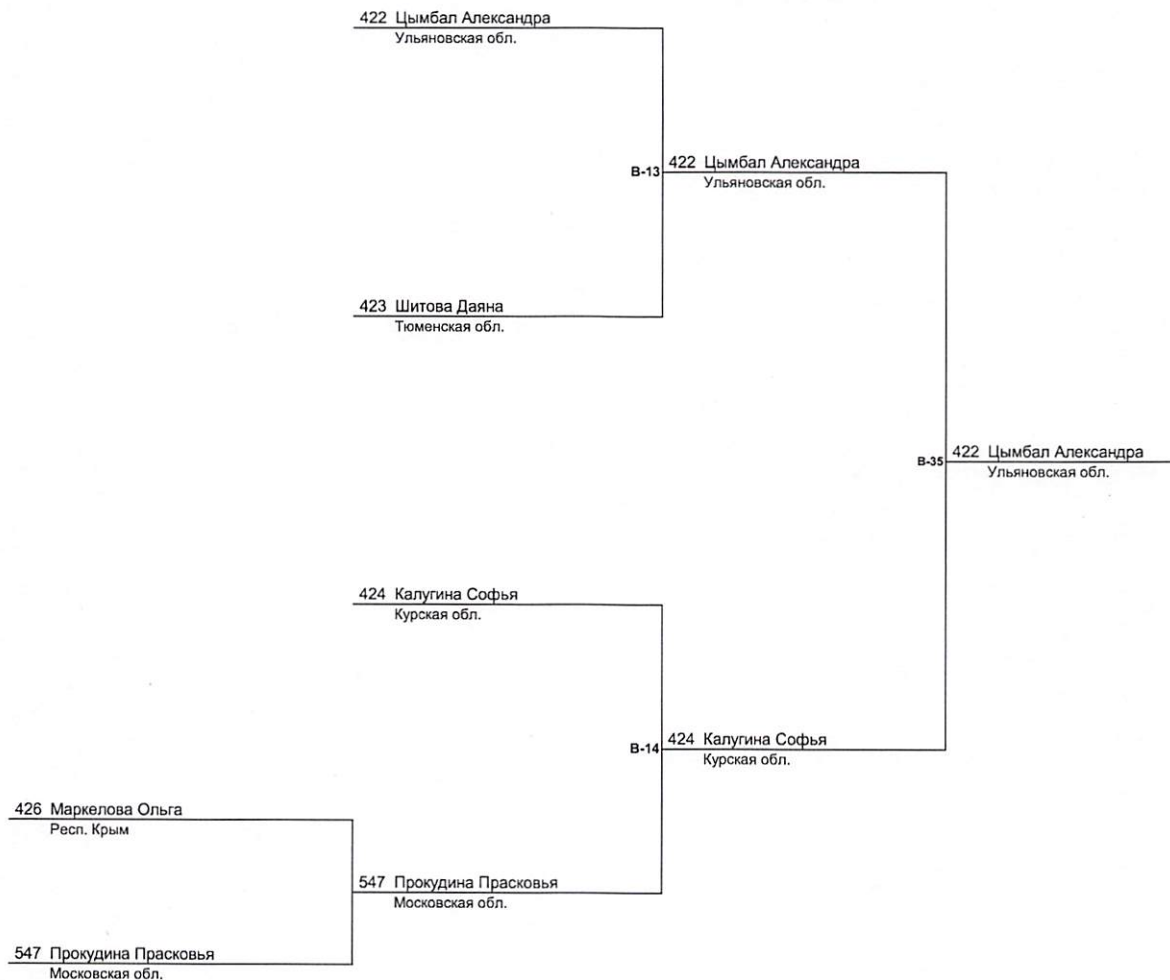 422 Цымбал Александра
Ульяновская обл.
B-13
422 Цымбал Александра
Ульяновская обл.
423 Шитова Даяна
Тюменская обл.
B-35
422 Цымбал Александра
Ульяновская обл.
424 Калугина Софья
Курская обл.
B-14
424 Калугина Софья
Курская обл.
426 Маркелова Ольга
Респ. Крым
547 Прокудина Прасковья
Московская обл.
547 Прокудина Прасковья
Московская обл.